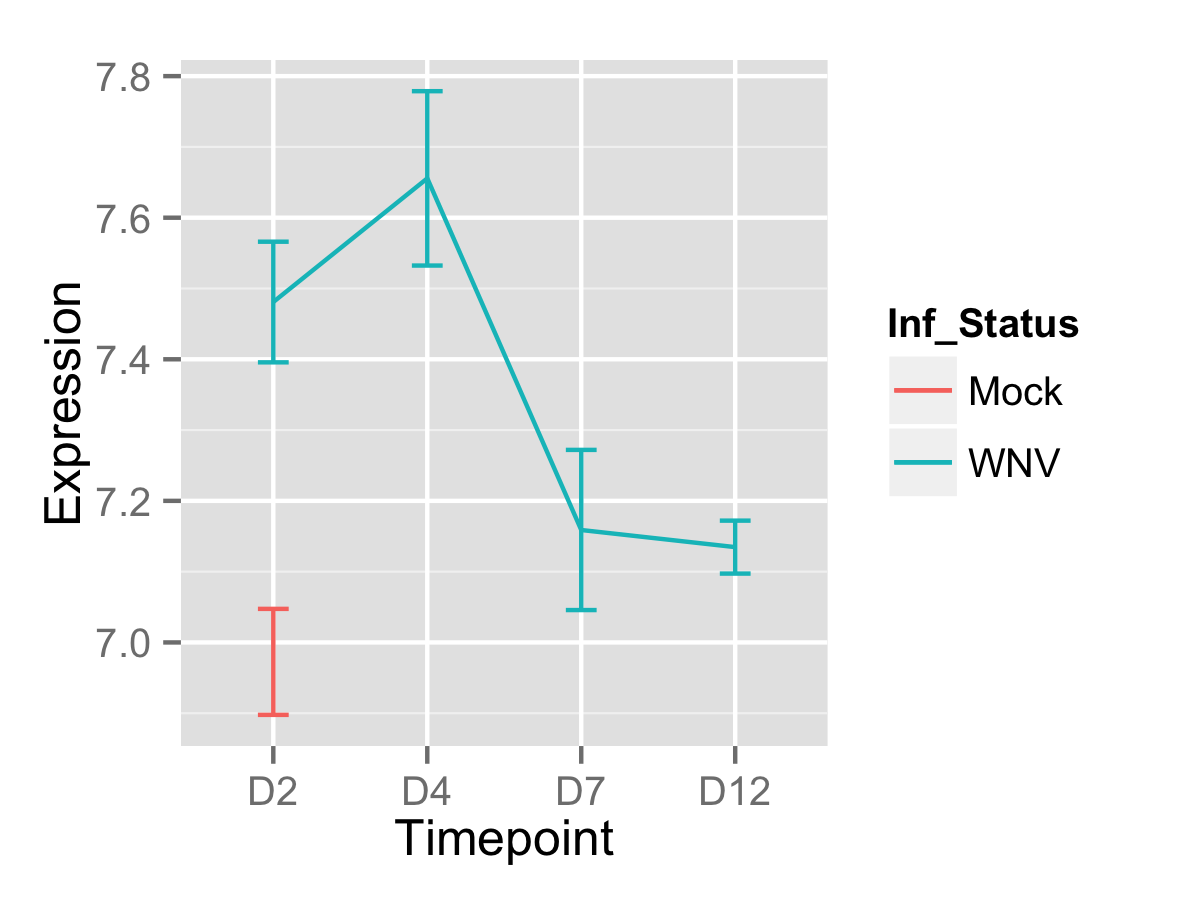 7.8
7.6
7.4
7.2
7.0
Expression
D2 D4 D7 D12
Timepoint
Inf_Status
Mock
WNV